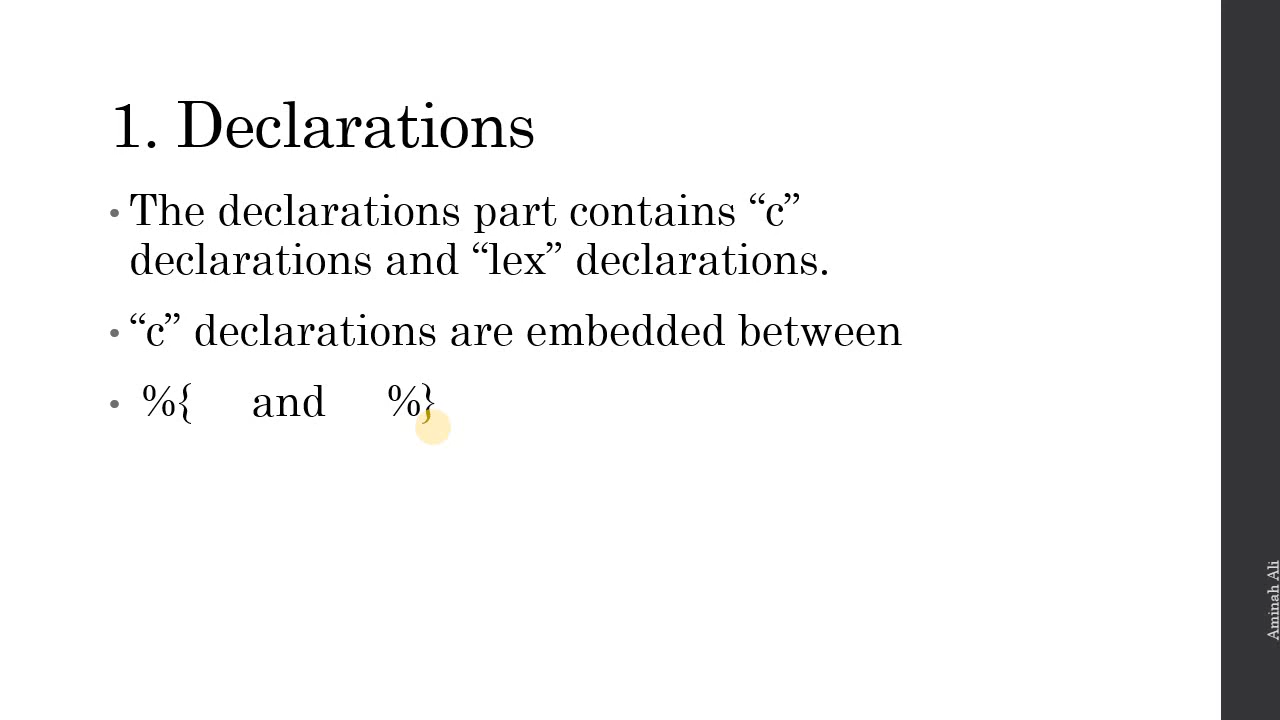 1. Declarations
• The declarations part contains “c”
declarations and “lex” declarations.
• “c” declarations are embedded between
• %{ and %}
Aminah Ali